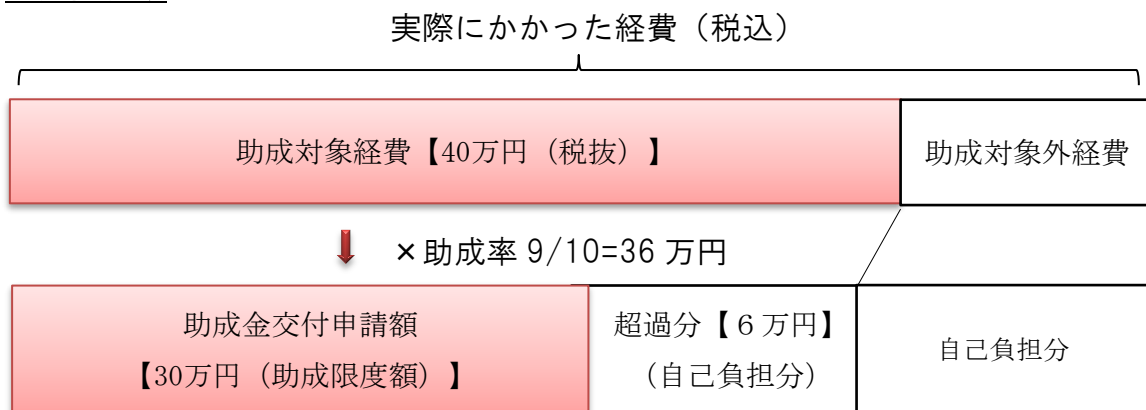 実際にかかった経費（税込）
助成対象経費【40万円（税抜）】
助成対象外経費
×助成率 9/10=36 万円
助成金交付申請額
【30万円（助成限度額）】
超過分【６万円】
（自己負担分）
自己負担分